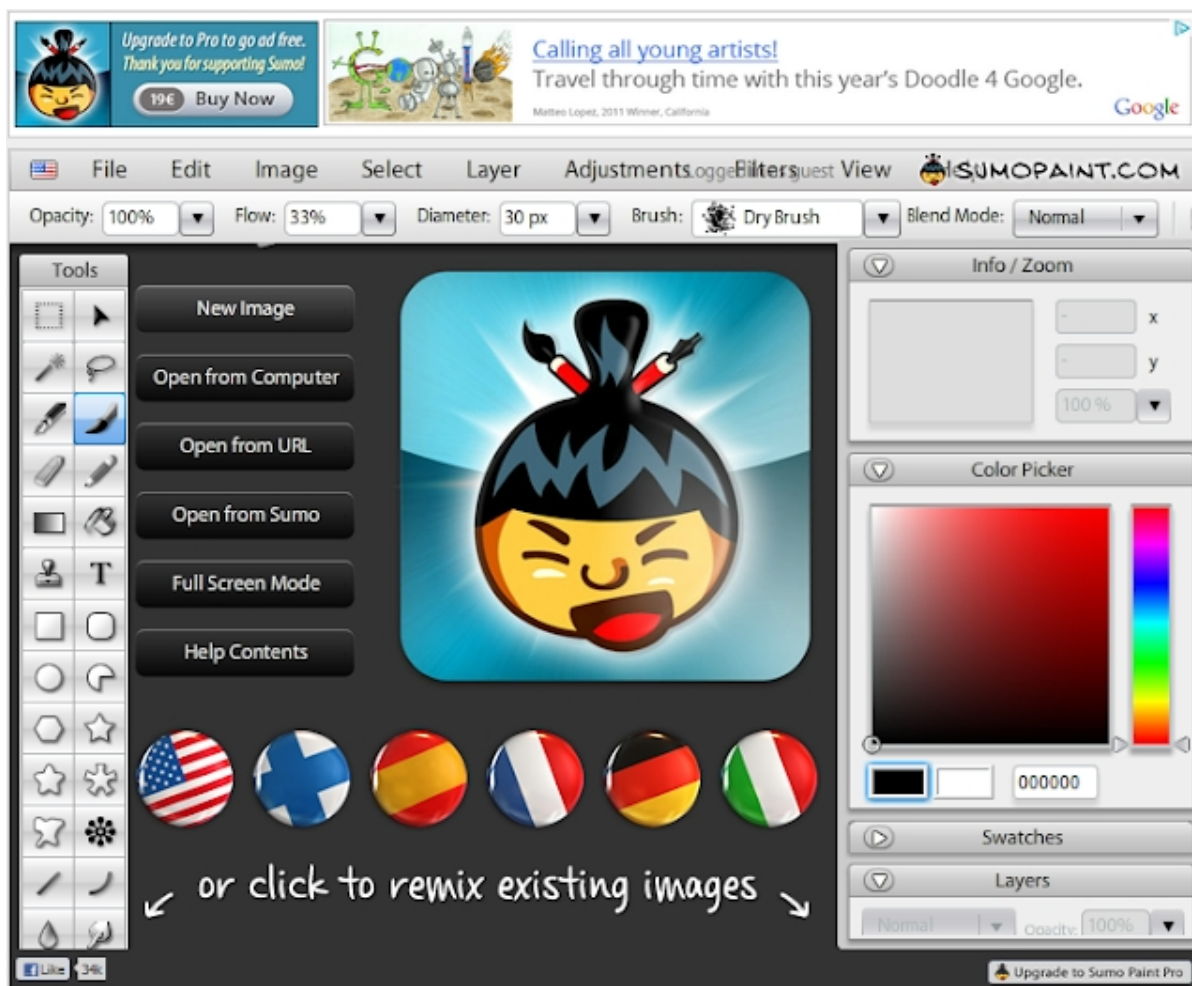 Upgrade to Pro to go ad free.
Thank you for supporting Sumo!
19€ Buy Now
Calling all young artists!
Travel through time with this year's Doodle 4 Google.
Matteo Lopez, 2011 Winner, California
Google
File Edit Image Select Layer Adjustments Filters View SUMOPAINT.COM
Opacity: 100% Flow: 33% Diameter: 30 px Brush: Dry Brush Blend Mode: Normal
Tools
New Image
Open from Computer
Open from URL
Open from Sumo
Full Screen Mode
Help Contents
T
Info / Zoom
x
y
100 %
Color Picker
000000
Swatches
Layers
Normal Opacity: 100%
or click to remix existing images
Like 34k
Upgrade to Sumo Paint Pro